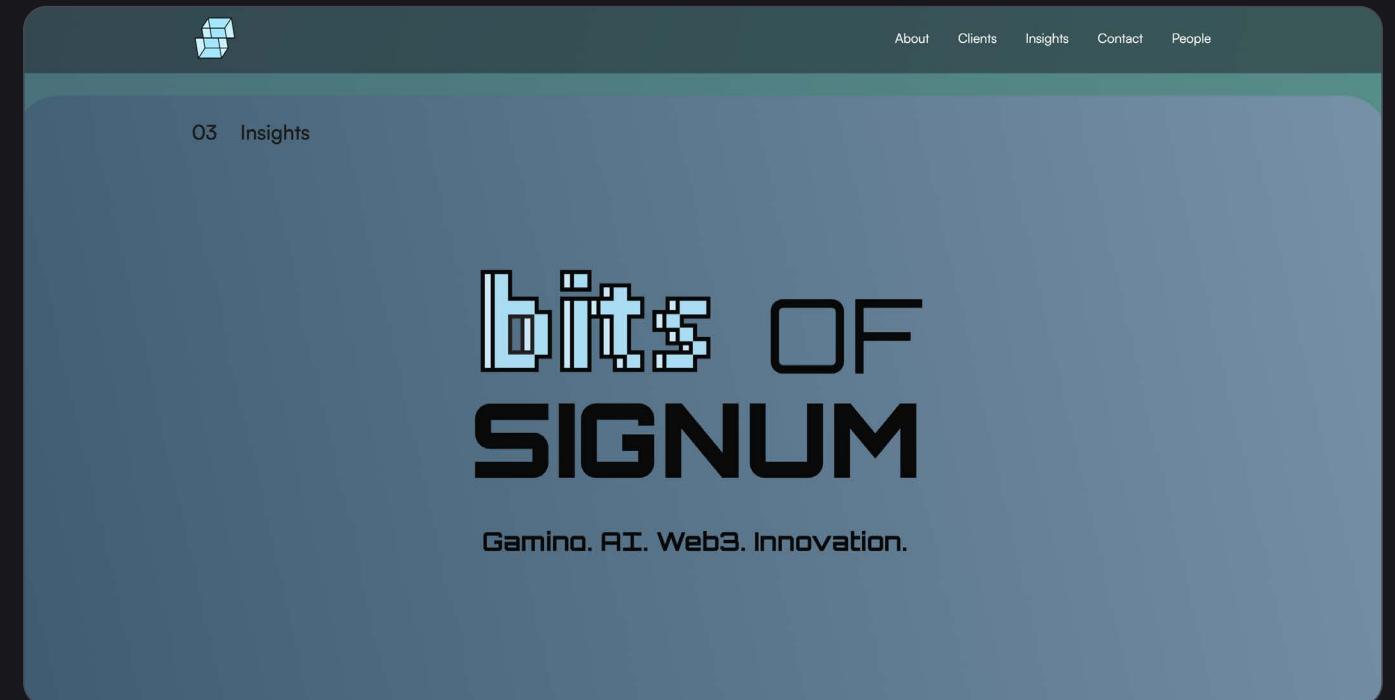 About Clients Insights Contact People
03 Insights
bits OF
SIGNUM
Gaming. AI. Web3. Innovation.